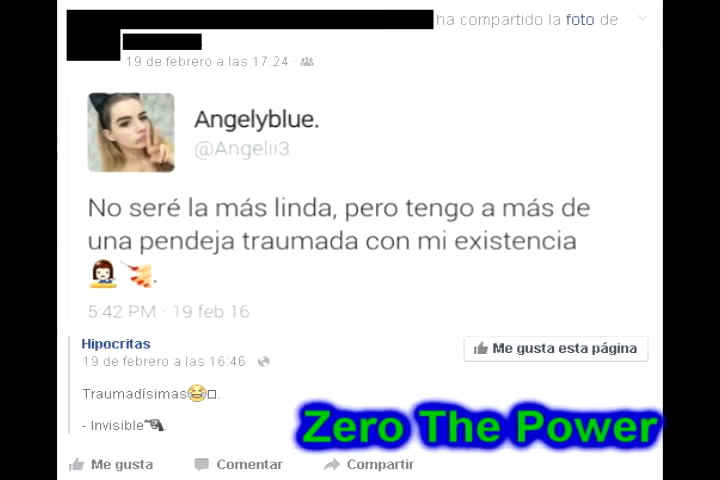 ha compartido la foto de
19 de febrero a las 17:24 ·
Angelyblue.
@Angelii3
No seré la más linda, pero tengo a más de
una pendeja traumada con mi existencia
💁💅.
5:42 PM · 19 feb 16
Hipocritas
19 de febrero a las 16:46 ·
Me gusta esta página
Traumadísimas😂□.
- Invisible🔫
Zero The Power
Me gusta Comentar Compartir